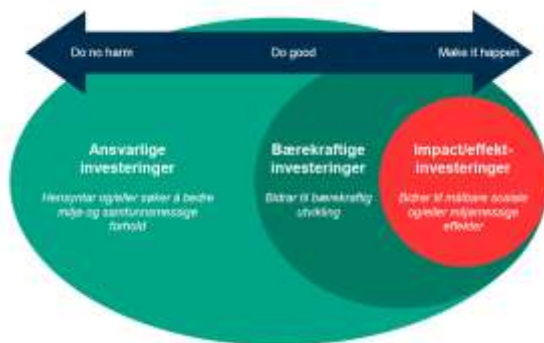 Do no harm
Do good
Make it happen
Ansvarlige
investeringer
Hensyntar og/eller søker å bedre
miljø og samfunnsmessige
forhold
Bærekraftige
investeringer
Bidrar til bærekraftig
utvikling
Impact/effekt-
investeringer
Bidrar til målbare sosiale
og/eller miljømessige
effekter